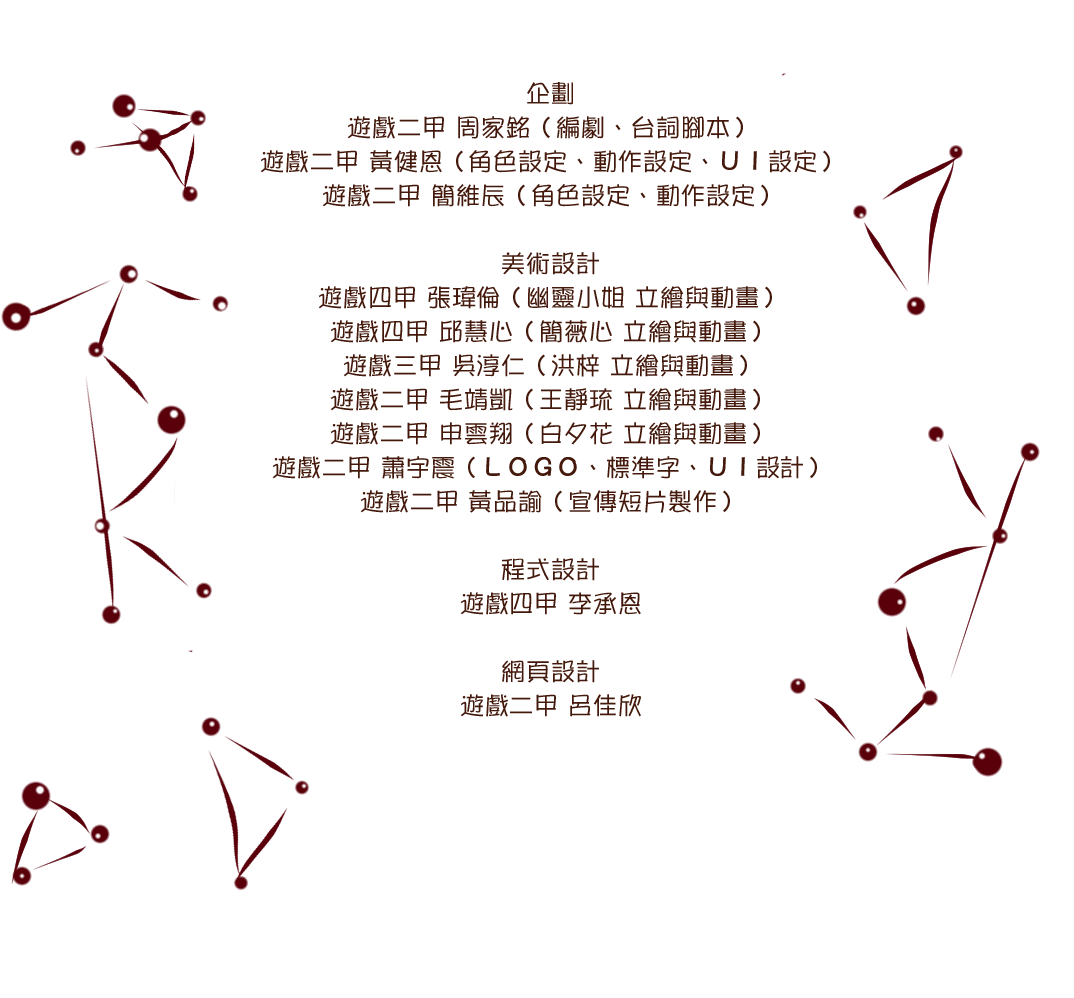 企劃
遊戲二甲 周家銘（編劇、台詞腳本）
遊戲二甲 黃健恩（角色設定、動作設定、ＵＩ設定）
遊戲二甲 簡維辰（角色設定、動作設定）
美術設計
遊戲四甲 張瑋倫（幽靈小姐 立繪與動畫）
遊戲四甲 邱慧心（簡薇心 立繪與動畫）
遊戲三甲 吳淳仁（洪梓 立繪與動畫）
遊戲二甲 毛靖凱（王靜琉 立繪與動畫）
遊戲二甲 申雲翔（白夕花 立繪與動畫）
遊戲二甲 蕭宇震（ＬＯＧＯ、標準字、ＵＩ設計）
遊戲二甲 黃品諭（宣傳短片製作）
程式設計
遊戲四甲 李承恩
網頁設計
遊戲二甲 呂佳欣